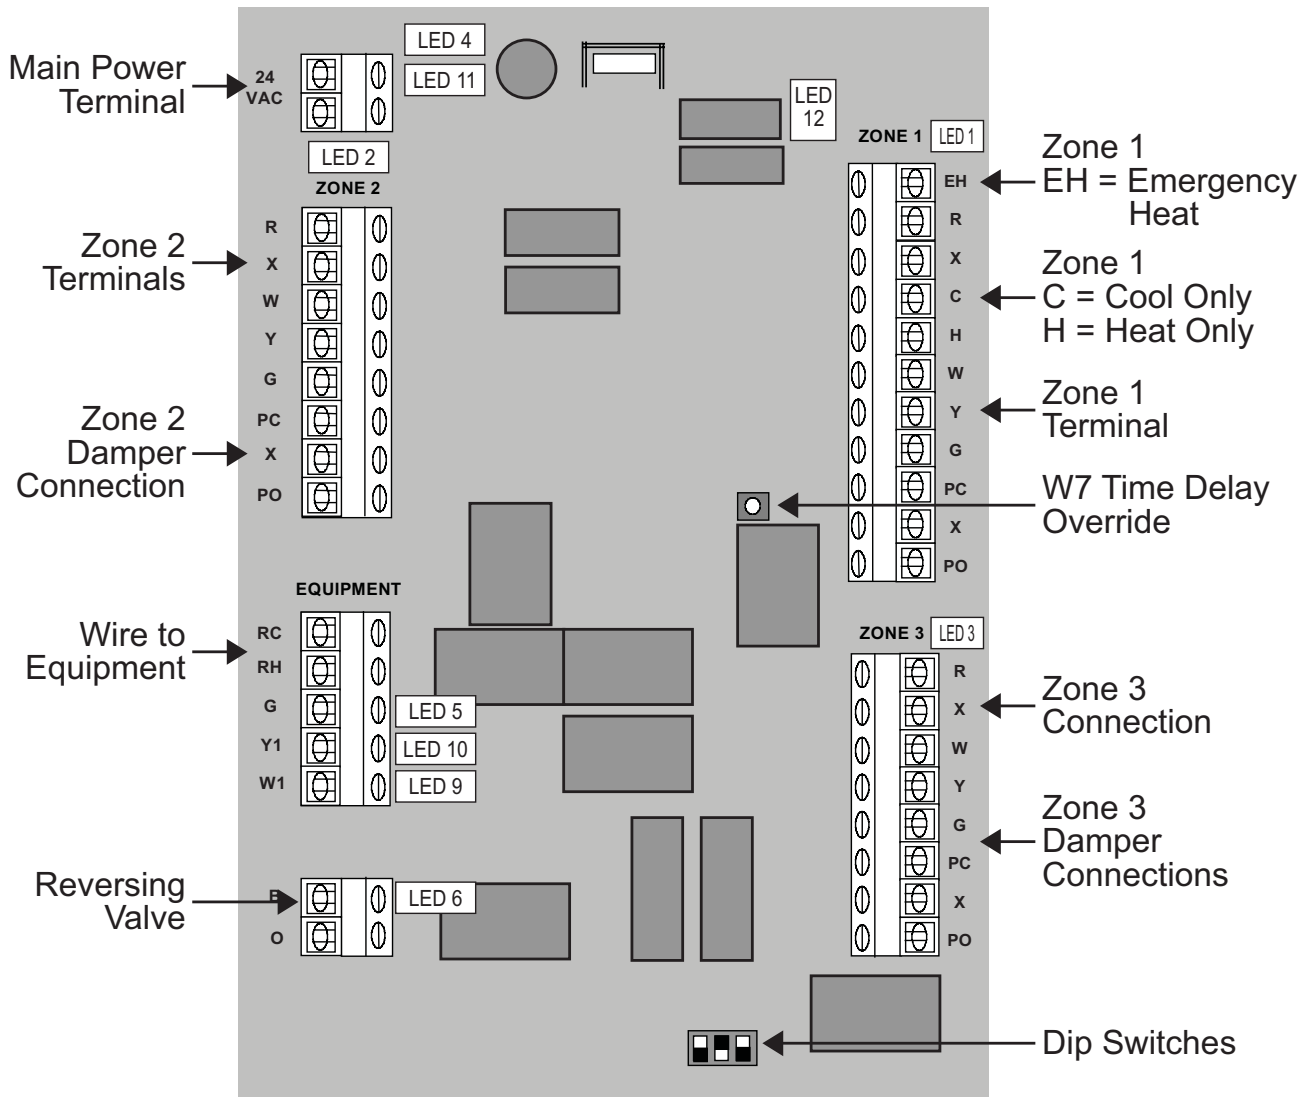 Main Power
Terminal
24
VAC
LED 4
LED 11
LED
12
LED 2
ZONE 2
R
X
W
Y
G
PC
X
PO
Zone 2
Terminals
Zone 2
Damper
Connection
EQUIPMENT
RC
RH
G
Y1
W1
LED 5
LED 10
LED 9
Wire to
Equipment
Reversing
Valve
O
LED 6
ZONE 1
LED 1
EH
R
X
C
H
W
Y
G
PC
X
PO
Zone 1
EH = Emergency
Heat
Zone 1
C = Cool Only
H = Heat Only
Zone 1
Terminal
W7 Time Delay
Override
ZONE 3
LED 3
R
X
W
Y
G
PC
X
PO
Zone 3
Connection
Zone 3
Damper
Connections
Dip Switches